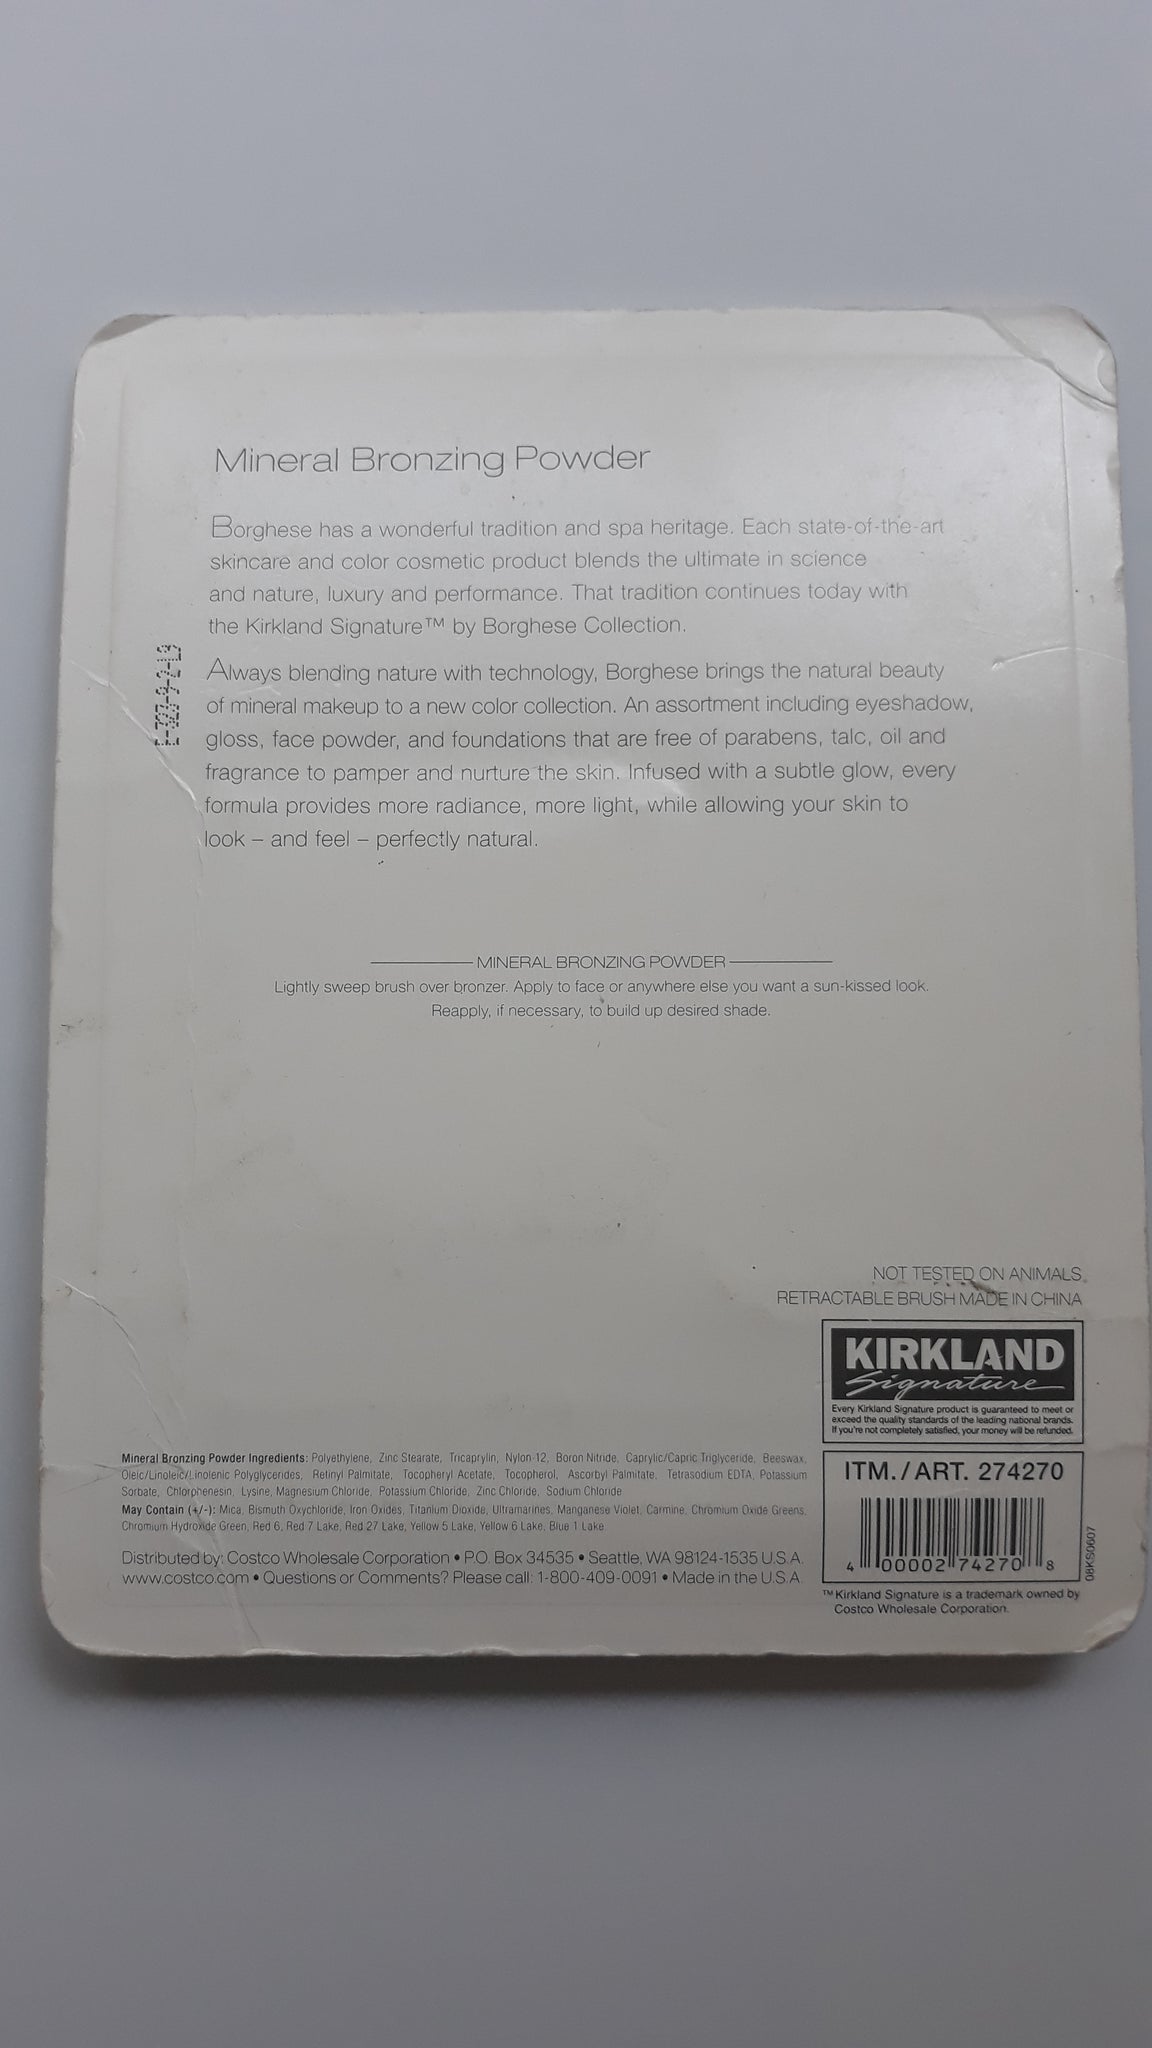 Mineral Bronzing Powder
Borghese has a wonderful tradition and spa heritage. Each state-of-the-art
skincare and color cosmetic product blends the ultimate in science
and nature, luxury and performance. That tradition continues today with
the Kirkland Signature™ by Borghese Collection.
Always blending nature with technology, Borghese brings the natural beauty
of mineral makeup to a new color collection. An assortment including eyeshadow,
gloss, face powder, and foundations that are free of parabens, talc, oil and
fragrance to pamper and nurture the skin. Infused with a subtle glow, every
formula provides more radiance, more light, while allowing your skin to
look – and feel – perfectly natural.
MINERAL BRONZING POWDER
Lightly sweep brush over bronzer. Apply to face or anywhere else you want a sun-kissed look.
Reapply, if necessary, to build up desired shade.
NOT TESTED ON ANIMALS
RETRACTABLE BRUSH MADE IN CHINA
KIRKLAND
Signature
Every Kirkland Signature product is guaranteed to meet or
exceed the quality standards of the leading national brands.
If you're not completely satisfied, your money will be refunded.
Mineral Bronzing Powder Ingredients: Polyethylene, Zinc Stearate, Tricaprylin, Nylon-12, Boron Nitride, Caprylic/Capric Triglyceride, Beeswax,
Oleic/Linoleic/Linolenic Polyglycerides, Retinyl Palmitate, Tocopheryl Acetate, Tocopherol, Ascorbyl Palmitate, Tetrasodium EDTA, Potassium
Sorbate, Chlorphenesin, Lysine, Magnesium Chloride, Potassium Chloride, Zinc Chloride, Sodium Chloride
May Contain (+/-): Mica, Bismuth Oxychloride, Iron Oxides, Titanium Dioxide, Ultramarines, Manganese Violet, Carmine, Chromium Oxide Greens,
Chromium Hydroxide Green, Red 6, Red 7 Lake, Red 27 Lake, Yellow 5 Lake, Yellow 6 Lake, Blue 1 Lake
Distributed by: Costco Wholesale Corporation • P.O. Box 34535 • Seattle, WA 98124-1535 U.S.A.
www.costco.com • Questions or Comments? Please call: 1-800-409-0091 • Made in the U.S.A.
ITM./ART. 274270
4 00002 74270 8
08KS0607
™ Kirkland Signature is a trademark owned by
Costco Wholesale Corporation.